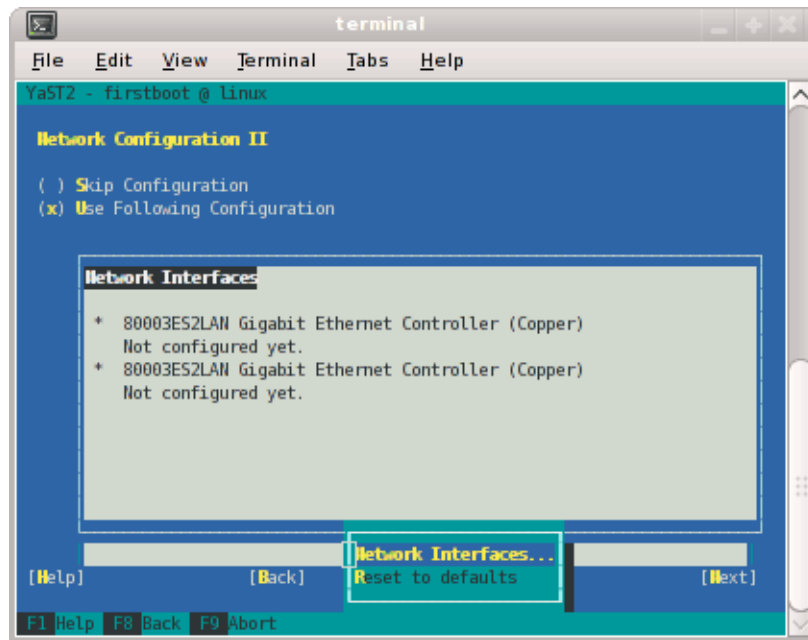 terminal
File Edit View Terminal Tabs Help
YaST2 - firstboot @ linux
Network Configuration II
( ) Skip Configuration
(x) Use Following Configuration
Network Interfaces
* 80003ES2LAN Gigabit Ethernet Controller (Copper)
Not configured yet.
* 80003ES2LAN Gigabit Ethernet Controller (Copper)
Not configured yet.
Network Interfaces...
[Help] [Back] Reset to defaults [Next]
F1 Help F8 Back F9 Abort